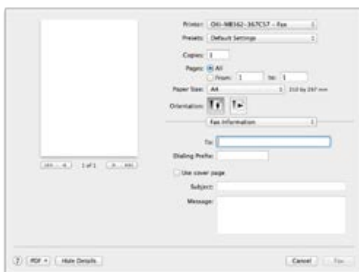 Printer: OKI-MB562-367C57 - Fax
Presets: Default Settings
Copies: 1
Pages: All
From: 1 to: 1
Paper Size: A4 210 by 297 mm
Orientation:
Fax Information
To:
Dialing Prefix:
Use cover page
Subject:
Message:
1 of 1
? PDF Hide Details Cancel Fax